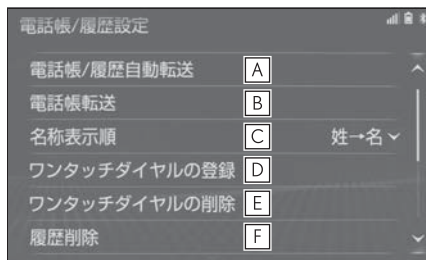 電話帳/履歴設定
電話帳/履歴自動転送 A
電話帳転送 B
名称表示順 C 姓→名
ワンタッチダイヤルの登録 D
ワンタッチダイヤルの削除 E
履歴削除 F